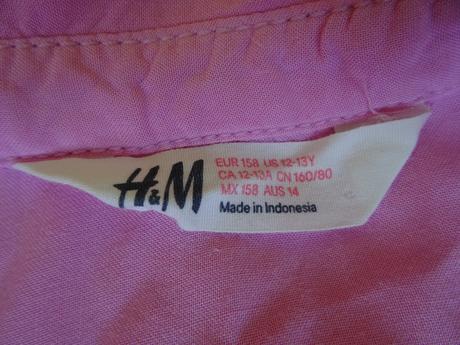 H&M
EUR 158 US 12-13Y
CA 12-13A CN 160/80
MX 158 AUS 14
Made in Indonesia